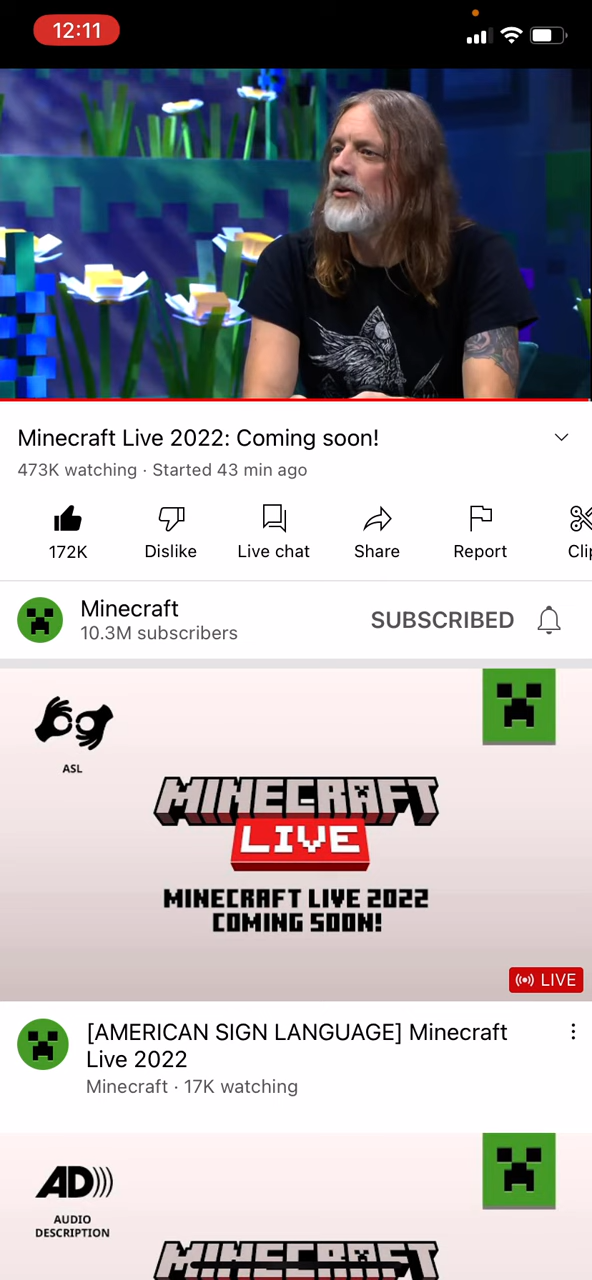 12:11
Minecraft Live 2022: Coming soon!
473K watching · Started 43 min ago
172K
Dislike
Live chat
Share
Report
Clip
Minecraft
10.3M subscribers
SUBSCRIBED
ASL
MINECRAFT
LIVE
MINECRAFT LIVE 2022
COMING SOON!
LIVE
[AMERICAN SIGN LANGUAGE] Minecraft
Live 2022
Minecraft · 17K watching
AD
AUDIO
DESCRIPTION
MINECRAFT